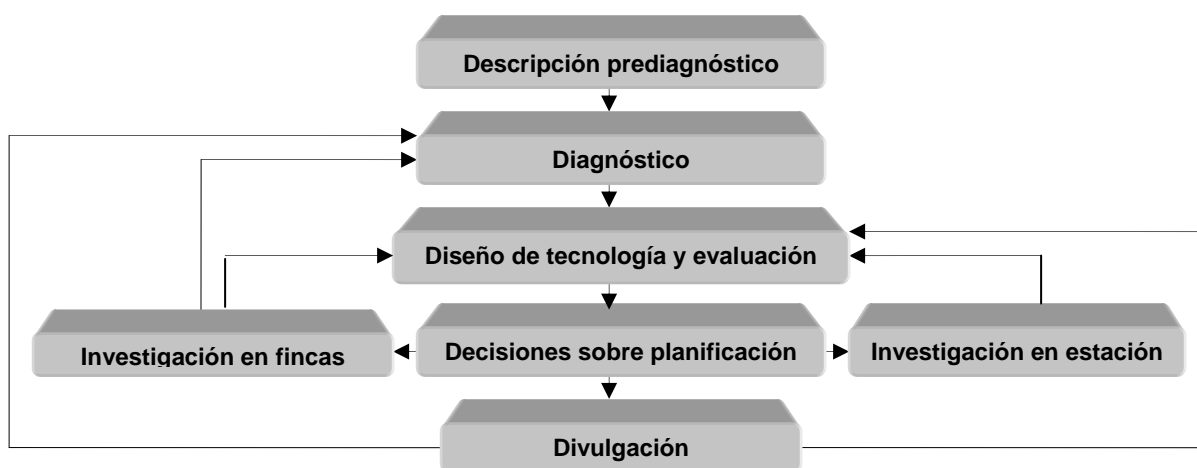 Descripción prediagnóstico
Diagnóstico
Diseño de tecnología y evaluación
Investigación en fincas
Decisiones sobre planificación
Investigación en estación
Divulgación